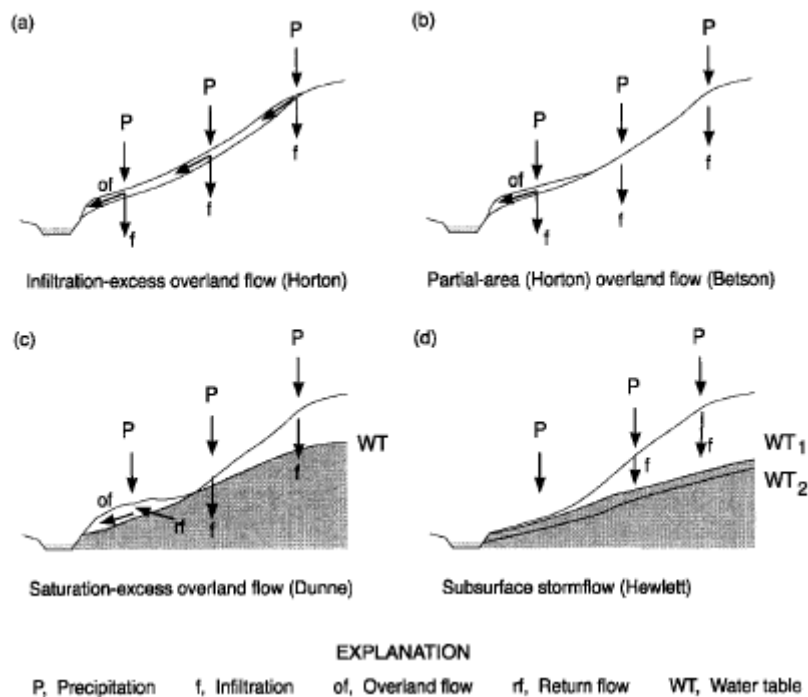 (a)
P
P
P
of
f
f
f
Infiltration-excess overland flow (Horton)
(b)
P
P
P
of
f
f
f
Partial-area (Horton) overland flow (Betson)
(c)
P
P
P
WT
of
rf
f
f
Saturation-excess overland flow (Dunne)
(d)
P
P
P
f
f
WT1
WT2
Subsurface stormflow (Hewlett)
EXPLANATION
P, Precipitation f, Infiltration of, Overland flow rf, Return flow WT, Water table